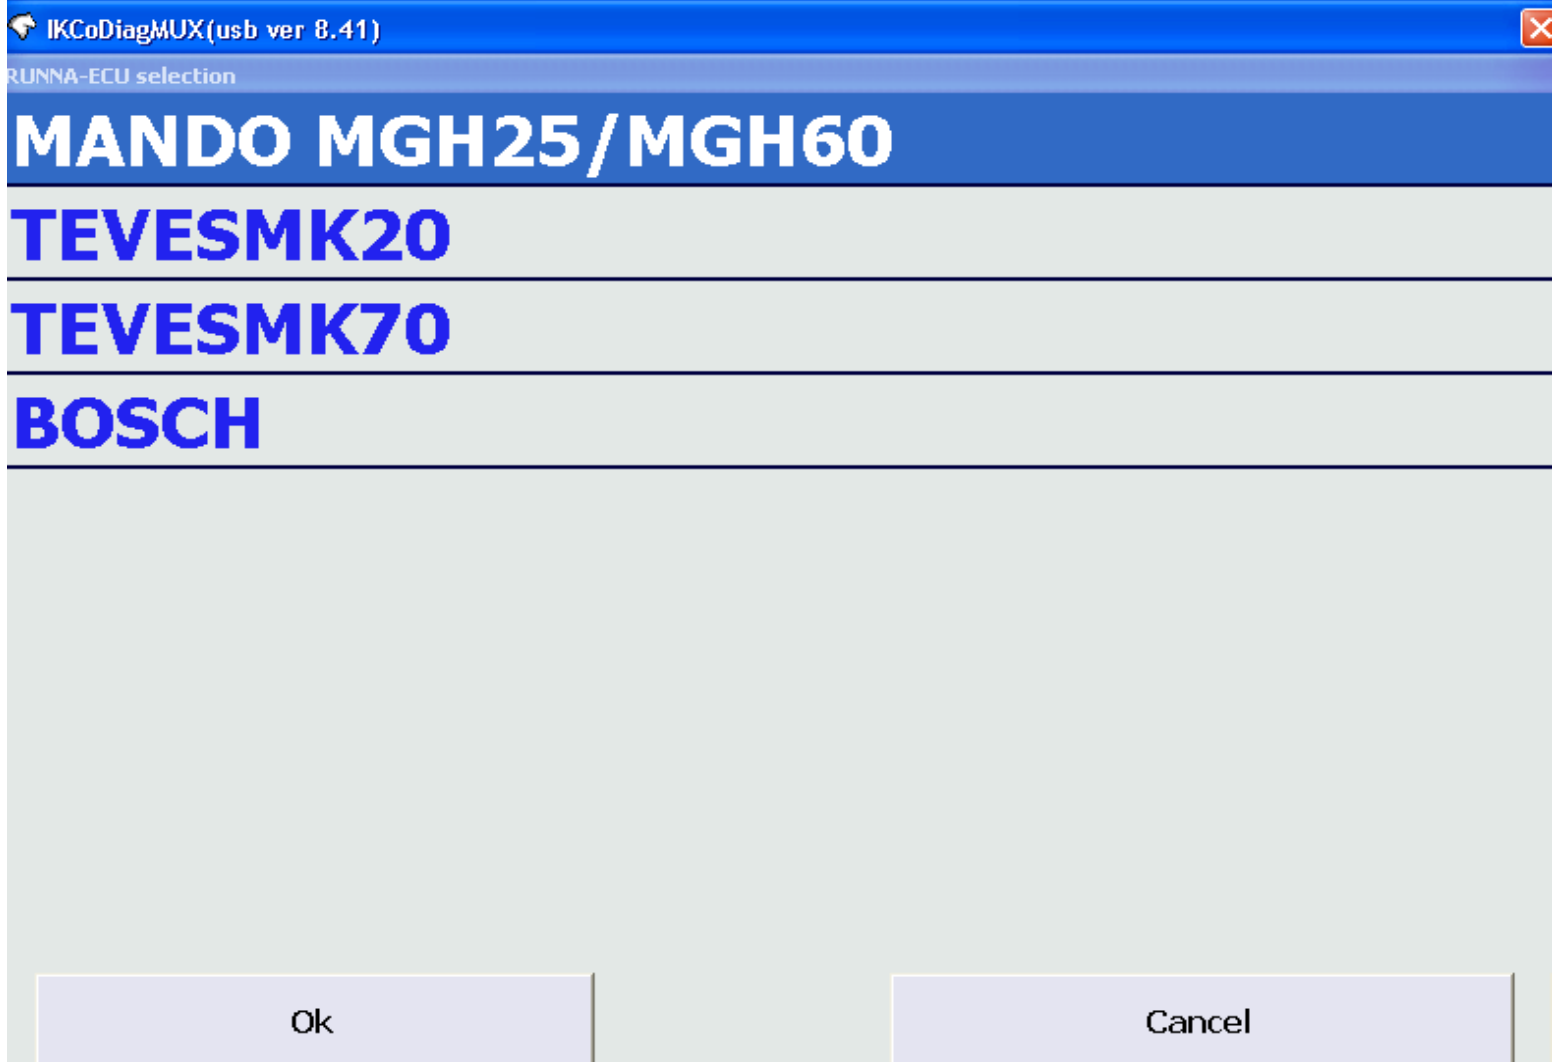 IKCoDiagMUX(usb ver 8.41)
RUNNA-ECU selection
MANDO MGH25/MGH60
TEVESMK20
TEVESMK70
BOSCH
Ok Cancel